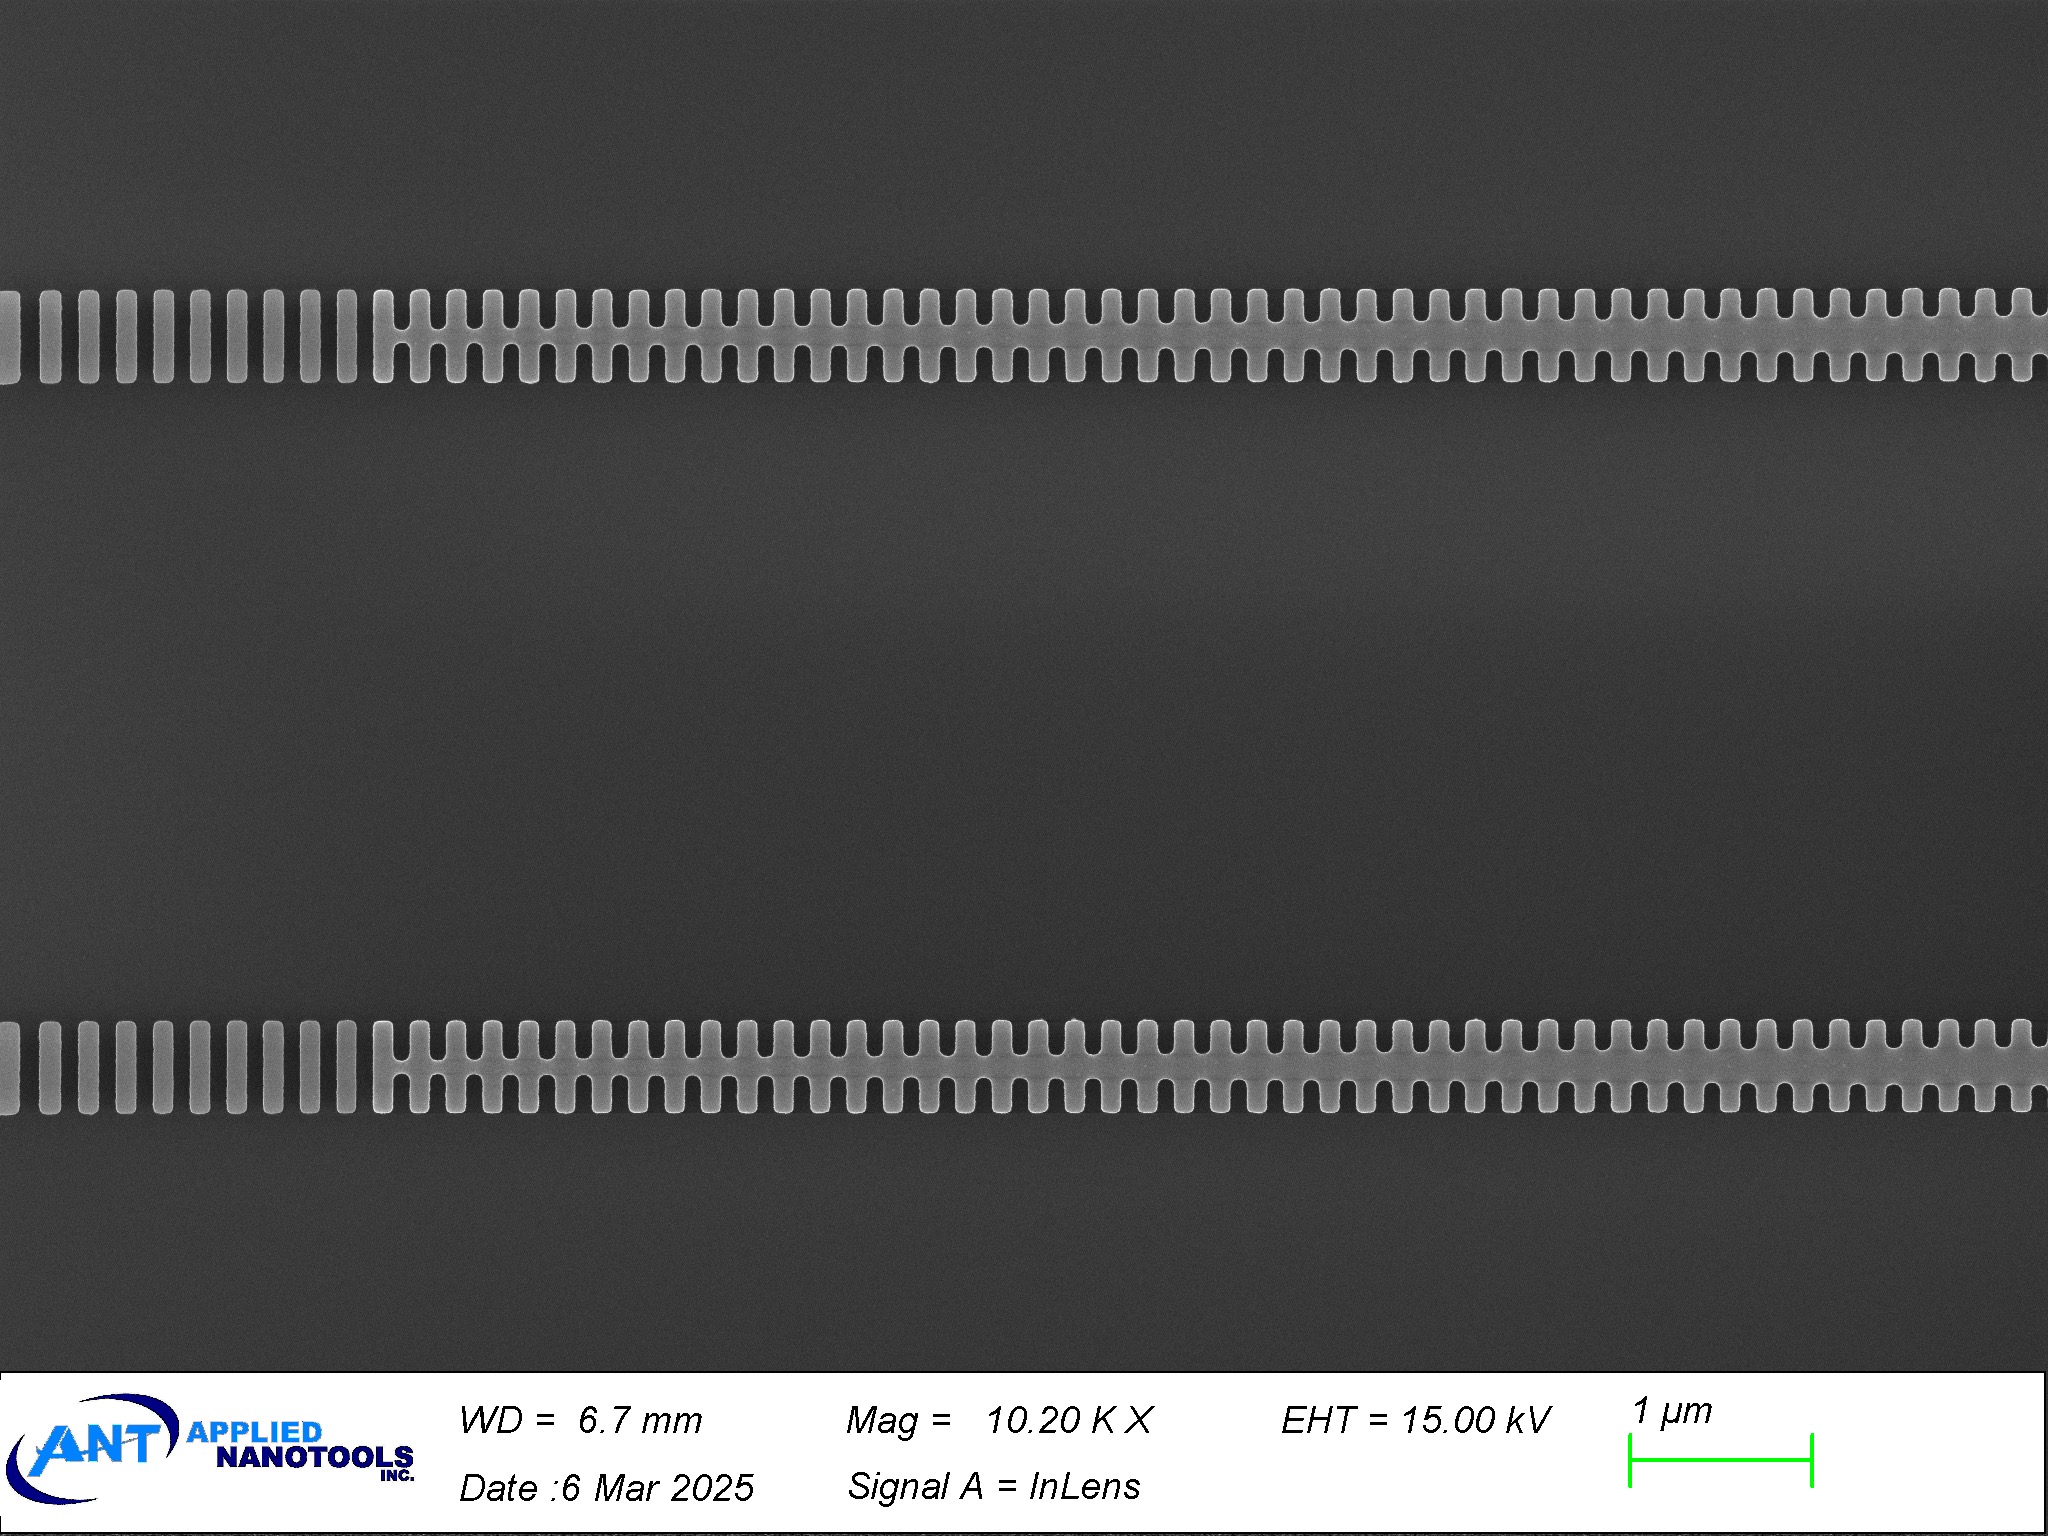 ANT APPLIED
NANOTOOLS
INC.
WD = 6.7 mm
Mag = 10.20 K X
EHT = 15.00 kV
1 µm
Date :6 Mar 2025
Signal A = InLens